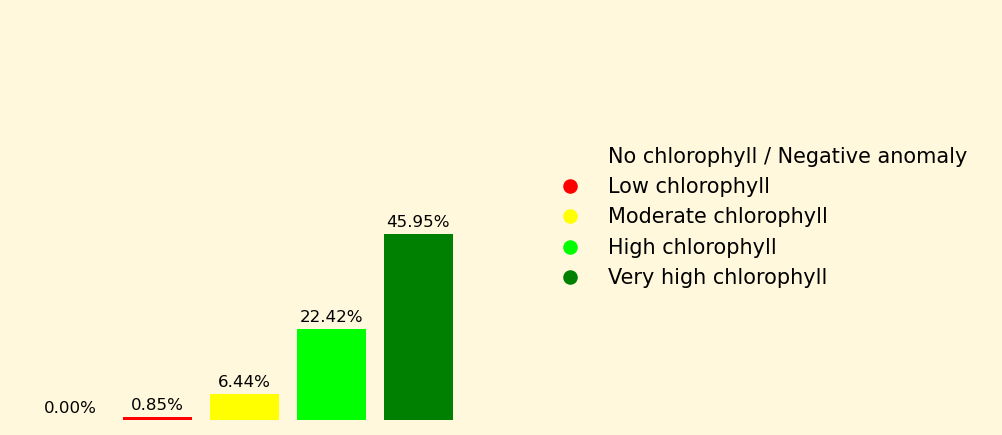 No chlorophyll / Negative anomaly
Low chlorophyll
Moderate chlorophyll
High chlorophyll
Very high chlorophyll
45.95%
22.42%
6.44%
0.85%
0.00%